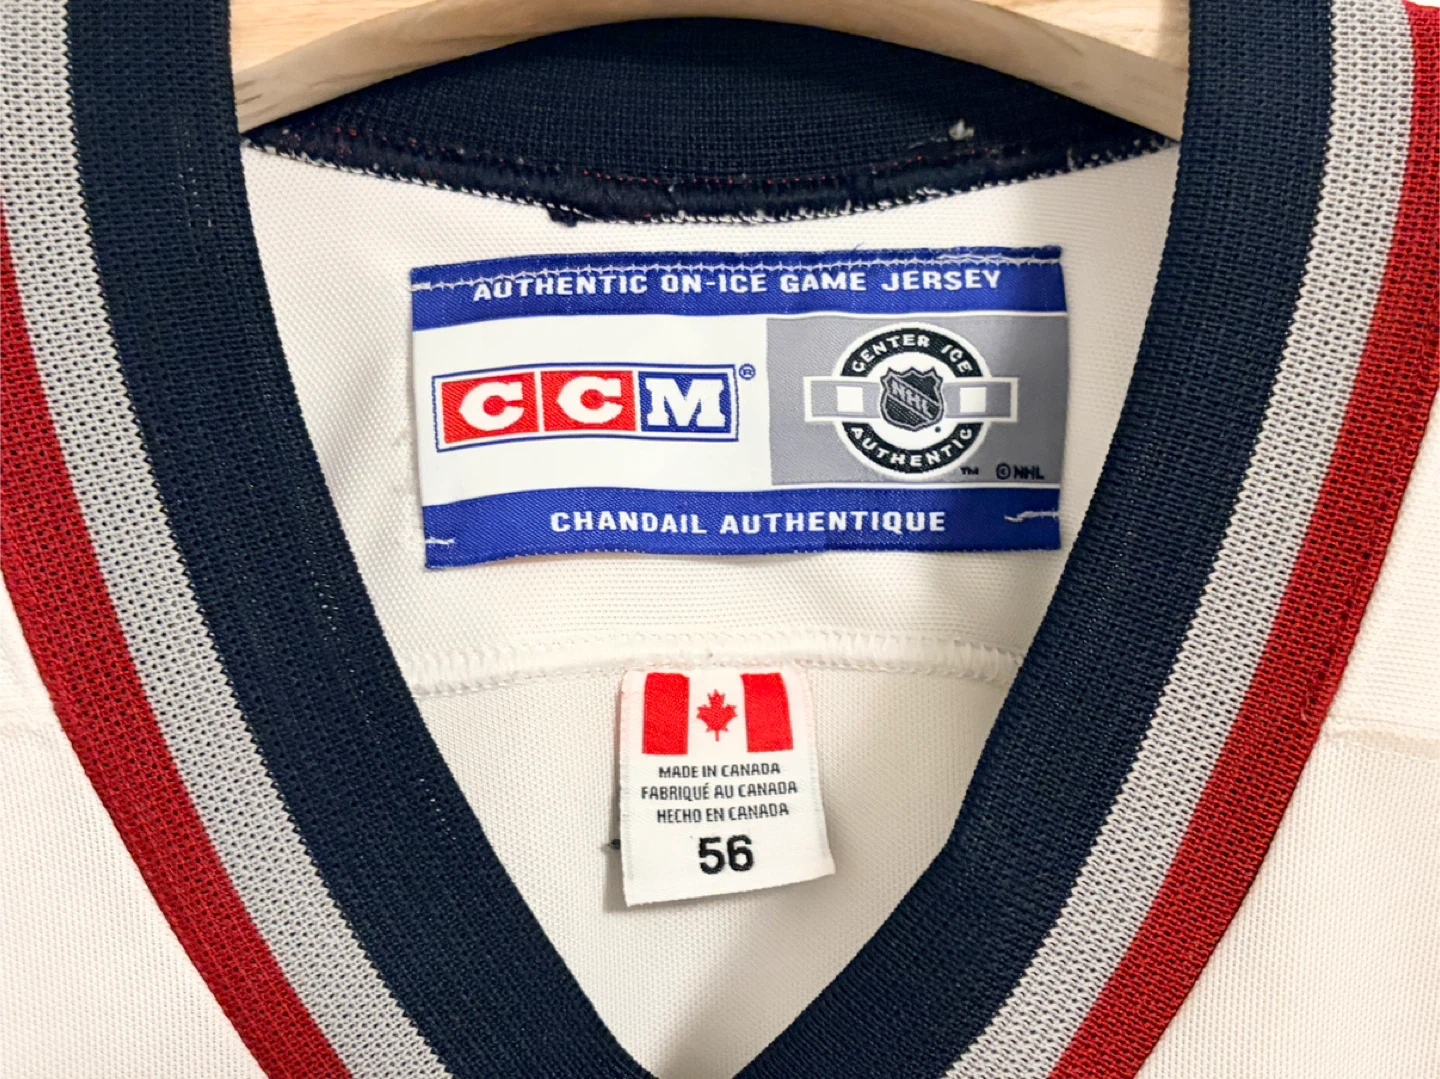 AUTHENTIC ON-ICE GAME JERSEY
CCM®
CENTER ICE
NHL
AUTHENTIC
™ © NHL
CHANDAIL AUTHENTIQUE
MADE IN CANADA
FABRIQUÉ AU CANADA
HECHO EN CANADA
56